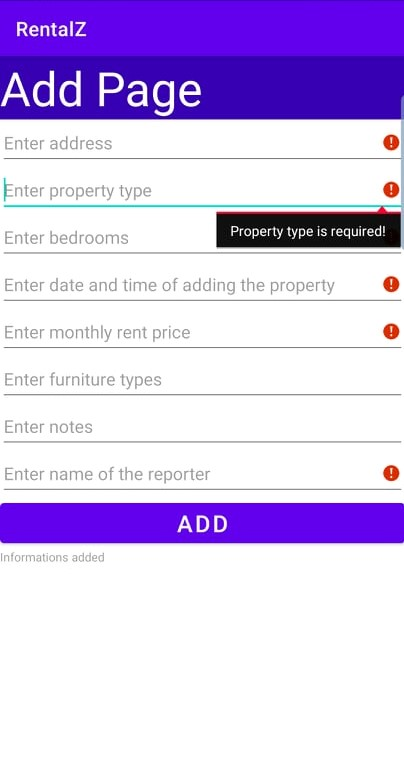 RentalZ
Add Page
Enter address
Enter property type
Property type is required!
Enter bedrooms
Enter date and time of adding the property
Enter monthly rent price
Enter furniture types
Enter notes
Enter name of the reporter
ADD
Informations added